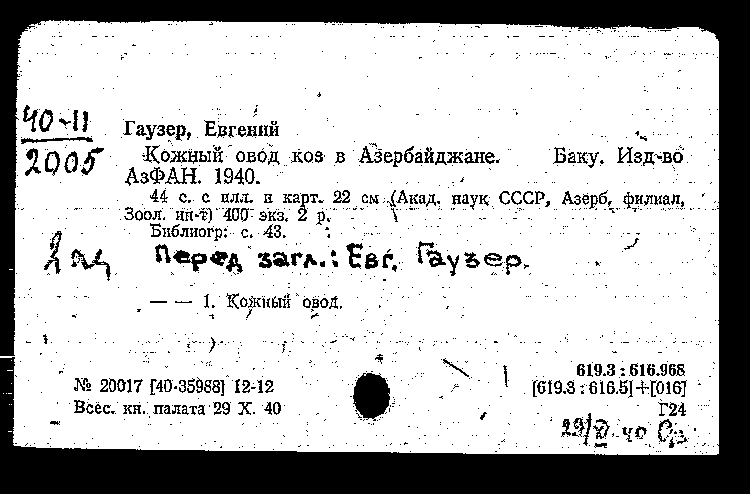 40-11
2005
Гаузер, Евгений
Кожный овод коз в Азербайджане. Баку. Изд-во
АзФАН. 1940.
44 с. с илл. и карт. 22 см (Акад. наук СССР, Азерб. филиал,
Зоол. ин-т) 400 экз. 2 р.
Библиогр: с. 43.
Перед загл.: Евг. Гаузер.
— — 1. Кожный овод.
619.3 : 616.968
№ 20017 [40-35988] 12-12 [619.3 : 616.5] + [016]
Всес. кн. палата 29 X. 40 Г24